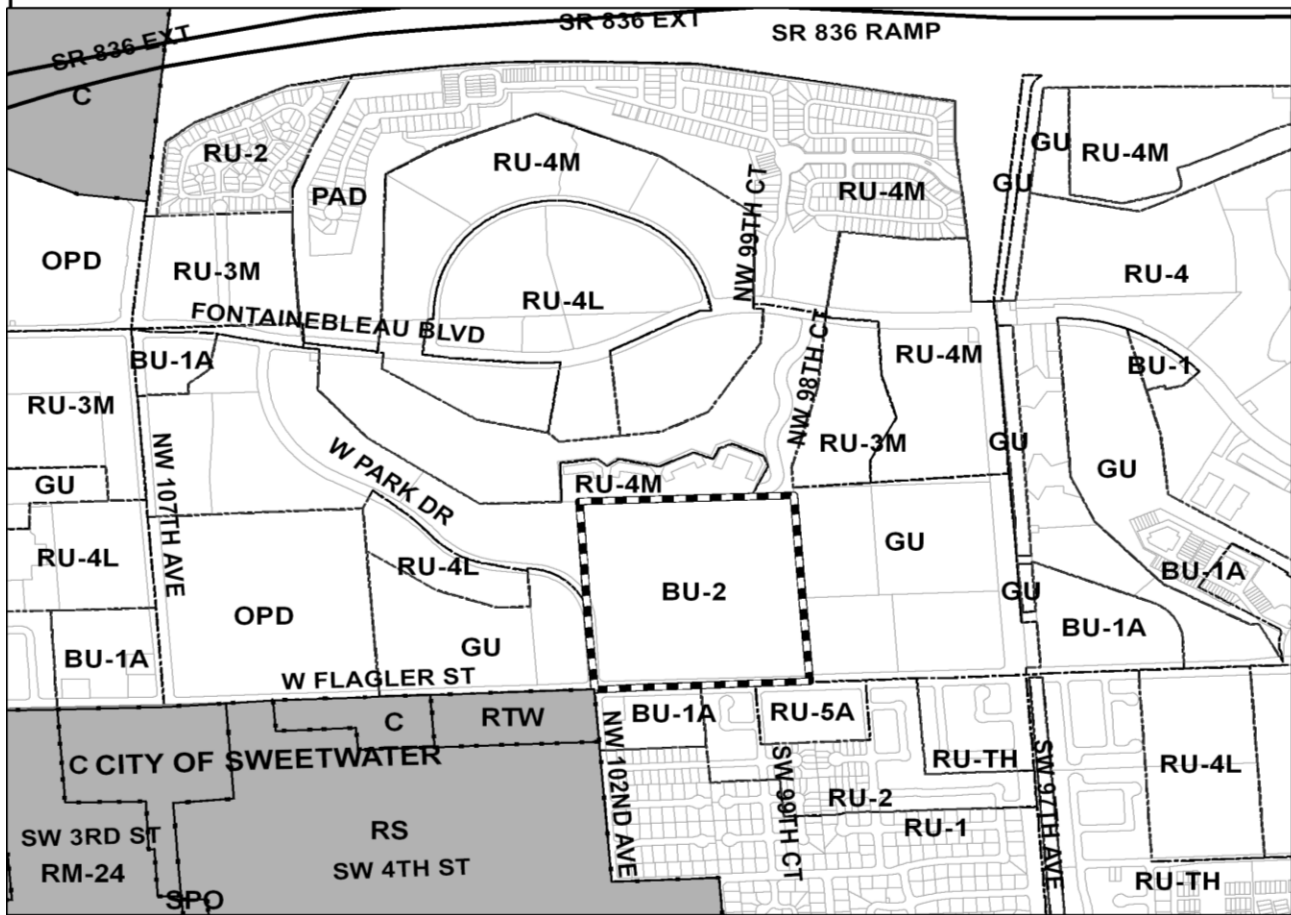 SR 836 EXT
SR 836 EXT
SR 836 RAMP
C
RU-2
RU-4M
GU
RU-4M
PAD
NW 99TH CT
RU-4M
GU
OPD
RU-3M
RU-4L
RU-4
FONTAINEBLEAU BLVD
BU-1A
NW 98TH CT
RU-4M
BU-1
RU-3M
NW 107TH AVE
W PARK DR
RU-3M
GU
GU
GU
RU-4M
RU-4L
RU-4L
BU-2
GU
GU
BU-1A
OPD
GU
BU-1A
BU-1A
W FLAGLER ST
C
RTW
BU-1A
RU-5A
C CITY OF SWEETWATER
NW 102ND AVE
SW 99TH CT
RU-TH
SW 97TH AVE
RU-4L
RU-2
SW 3RD ST
RS
RU-1
RM-24
SW 4TH ST
RU-TH
SPO